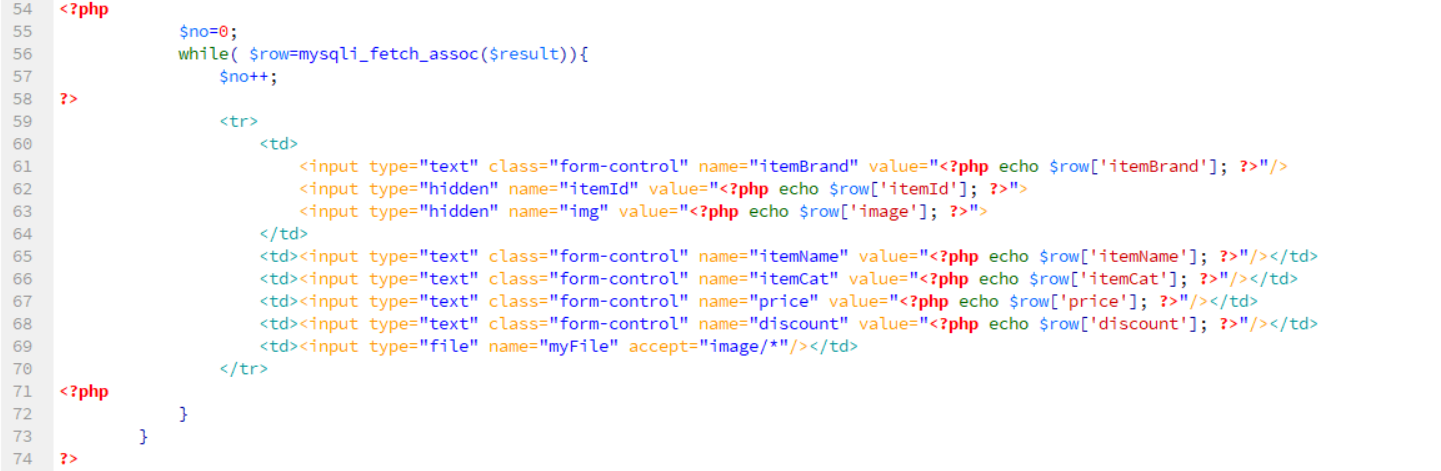 54 <?php
55 $no=0;
56 while( $row=mysqli_fetch_assoc($result)){
57 $no++;
58 ?>
59 <tr>
60 <td>
61 <input type="text" class="form-control" name="itemBrand" value="<?php echo $row['itemBrand']; ?>"/>
62 <input type="hidden" name="itemId" value="<?php echo $row['itemId']; ?>">
63 <input type="hidden" name="img" value="<?php echo $row['image']; ?>">
64 </td>
65 <td><input type="text" class="form-control" name="itemName" value="<?php echo $row['itemName']; ?>"/></td>
66 <td><input type="text" class="form-control" name="itemCat" value="<?php echo $row['itemCat']; ?>"/></td>
67 <td><input type="text" class="form-control" name="price" value="<?php echo $row['price']; ?>"/></td>
68 <td><input type="text" class="form-control" name="discount" value="<?php echo $row['discount']; ?>"/></td>
69 <td><input type="file" name="myFile" accept="image/*"/></td>
70 </tr>
71 <?php
72 }
73 }
74 ?>